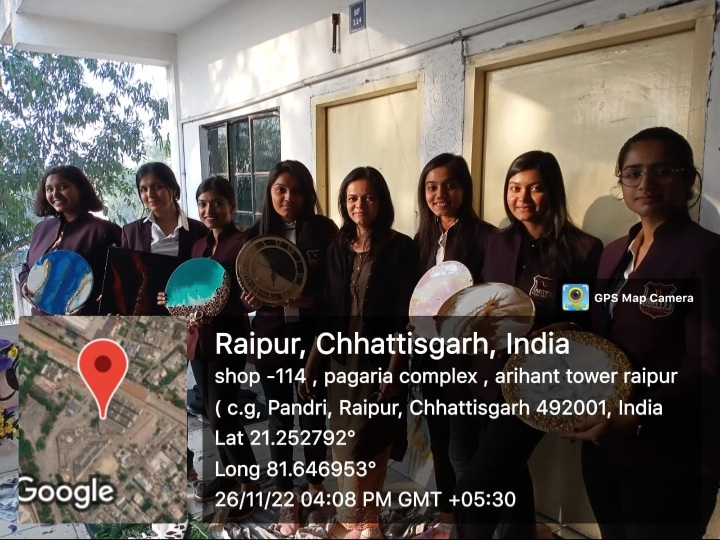 SF
114
GPS Map Camera
Raipur, Chhattisgarh, India
shop -114 , pagaria complex , arihant tower raipur
( c.g, Pandri, Raipur, Chhattisgarh 492001, India
Lat 21.252792°
Long 81.646953°
26/11/22 04:08 PM GMT +05:30
Google